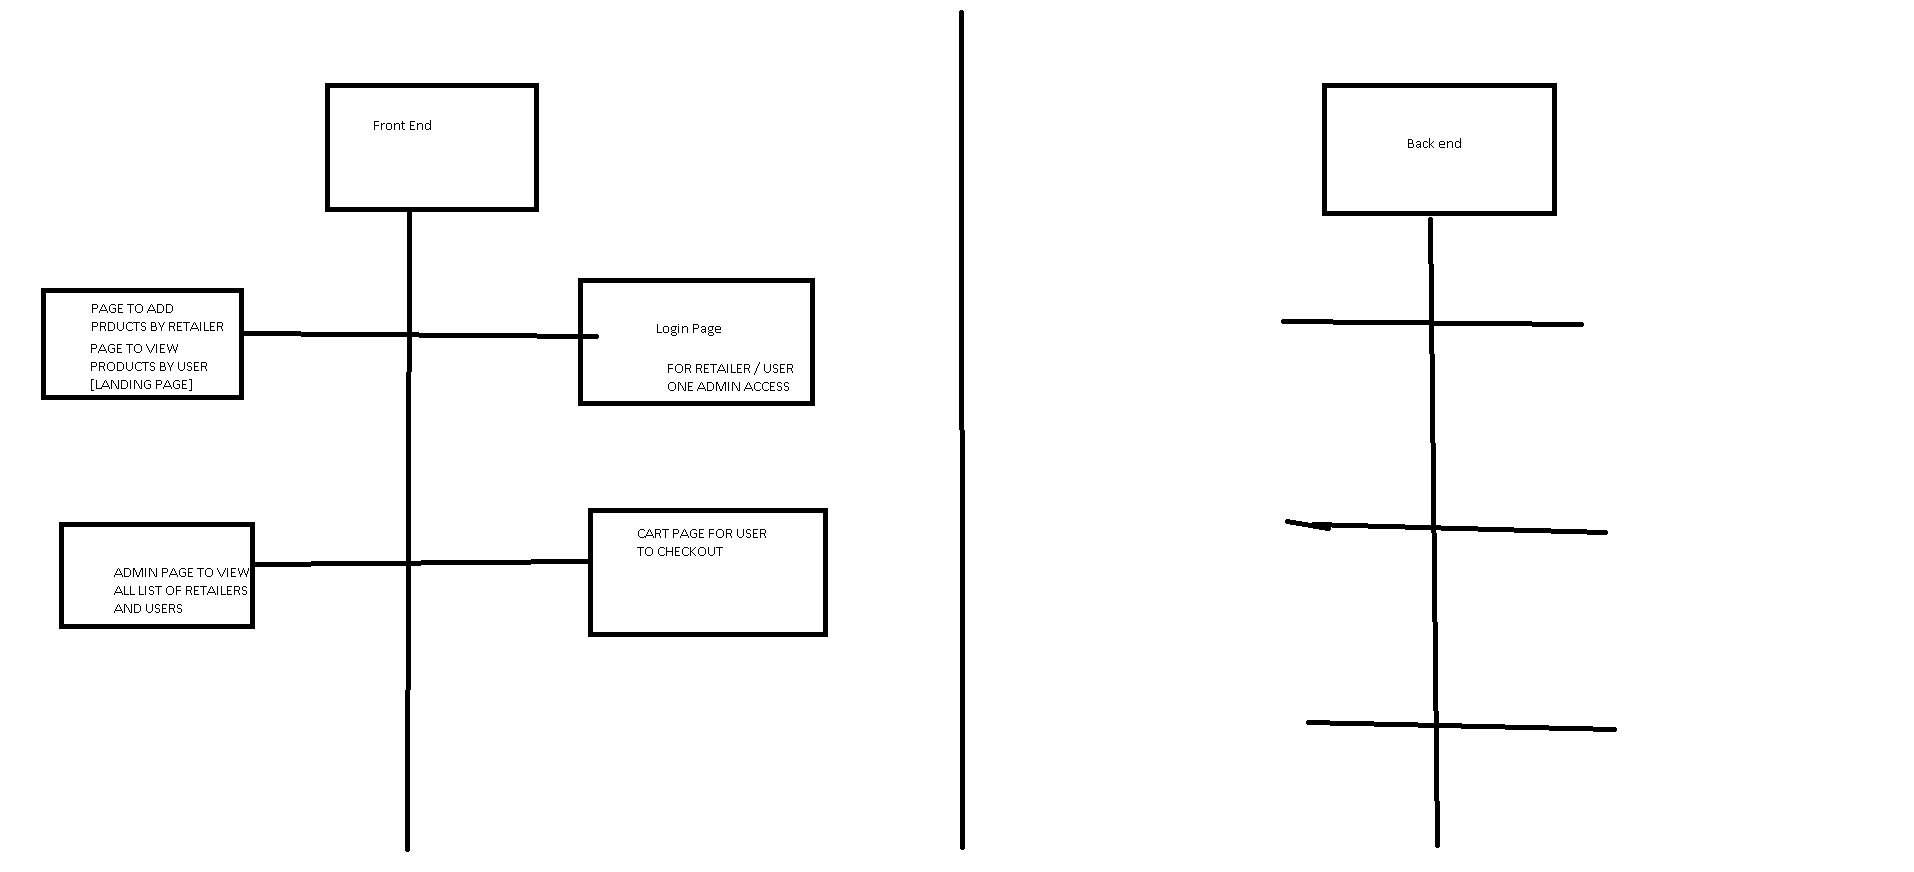 Front End
Back end
PAGE TO ADD
PRDUCTS BY RETAILER
PAGE TO VIEW
PRODUCTS BY USER
[LANDING PAGE]
Login Page
FOR RETAILER / USER
ONE ADMIN ACCESS
ADMIN PAGE TO VIEW
ALL LIST OF RETAILERS
AND USERS
CART PAGE FOR USER
TO CHECKOUT